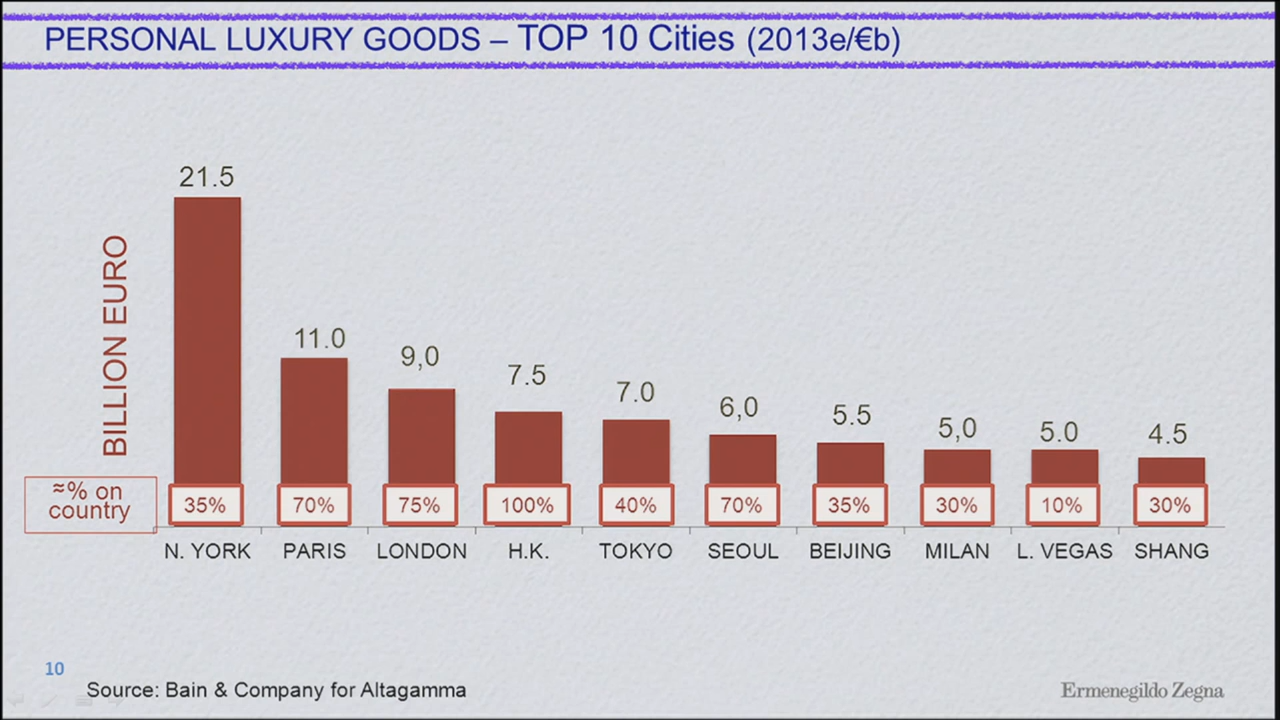 PERSONAL LUXURY GOODS – TOP 10 Cities (2013e/€b)
BILLION EURO
21.5
11.0
9,0
7.5
7.0
6,0
5.5
5,0
5.0
4.5
≈% on
country
35%
70%
75%
100%
40%
70%
35%
30%
10%
30%
N. YORK
PARIS
LONDON
H.K.
TOKYO
SEOUL
BEIJING
MILAN
L. VEGAS
SHANG
10
Source: Bain & Company for Altagamma
Ermenegildo Zegna